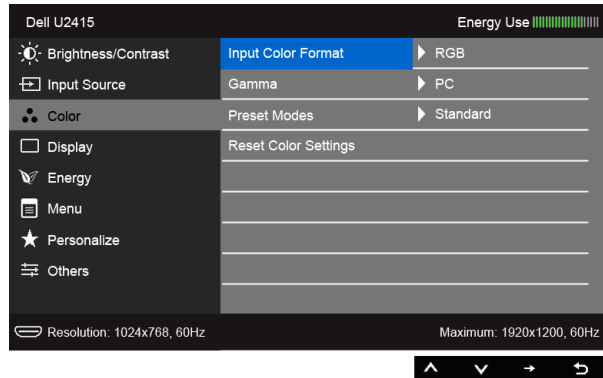 Dell U2415 Energy Use
Brightness/Contrast Input Color Format RGB
Input Source Gamma PC
Color Preset Modes Standard
Display Reset Color Settings
Energy
Menu
Personalize
Others
Resolution: 1024x768, 60Hz Maximum: 1920x1200, 60Hz